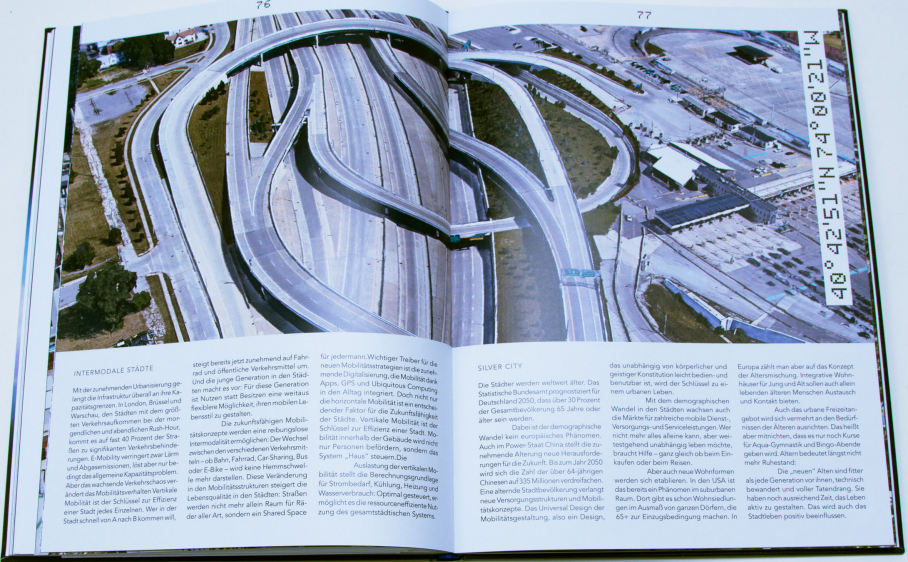 76
77
40°42'51"N 74°00'21"W
INTERMODALE STÄDTE
Mit der zunehmenden Urbanisierung ge-
langt die Infrastruktur überall an ihre Ka-
pazitätsgrenzen. In London, Brüssel und
Warschau, den Städten mit dem größ-
ten Verkehrsaufkommen bei der mor-
gendlichen und abendlichen Rush-Hour,
kommt es auf fast 40 Prozent der Stra-
ßen zu signifikanten Verkehrsbehinde-
rungen. E-Mobility verringert zwar Lärm
und Abgasemissionen, löst aber nur be-
dingt das allgemeine Kapazitätsproblem.
Aber das wachsende Verkehrschaos ver-
ändert das Mobilitätsverhalten Vertikale
Mobilität ist der Schlüssel zur Effizienz
einer Stadt jedes Einzelnen. Wer in der
Stadt schnell von A nach B kommen will,
steigt bereits jetzt zunehmend auf Fahr-
rad und öffentliche Verkehrsmittel um.
Und die junge Generation in den Städ-
ten macht es vor: Für diese Generation
ist Nutzen statt Besitzen eine weitaus
flexiblere Möglichkeit, ihren mobilen Le-
bensstil zu gestalten.
Die zukunftsfähigen Mobili-
tätskonzepte werden eine reibungslose
Intermodalität ermöglichen: Der Wechsel
zwischen den verschiedenen Verkehrsmit-
teln – ob Bahn, Fahrrad, Car-Sharing, Bus
oder E-Bike – wird keine Hemmschwel-
le mehr darstellen. Diese Veränderung
in den Mobilitätsstrukturen steigert die
Lebensqualität in den Städten: Straßen
werden nicht mehr allein Raum für Rä-
der aller Art, sondern ein Shared Space
für jedermann. Wichtiger Treiber für die
neuen Mobilitätsstrategien ist die zuneh-
mende Digitalisierung, die Mobilität dank
Apps, GPS und Ubiquitous Computing
in den Alltag integriert. Doch nicht nur
die horizontale Mobilität ist ein entschei-
dender Faktor für die Zukunftsfähigkeit
der Städte. Vertikale Mobilität ist der
Schlüssel zur Effizienz einer Stadt. Mo-
bilität innerhalb der Gebäude wird nicht
nur Personen befördern, sondern das
System „Haus" steuern. Die
Auslastung der vertikalen Mo-
bilität stellt die Berechnungsgrundlage
für Strombedarf, Kühlung, Heizung und
Wasserverbrauch: Optimal gesteuert, er-
möglicht es die ressourceneffiziente Nut-
zung des gesamtstädtischen Systems.
SILVER CITY
Die Städte werden weltweit älter. Das
Statistische Bundesamt prognostiziert für
Deutschland 2050, dass über 30 Prozent
der Gesamtbevölkerung 65 Jahre oder
älter sein werden.
Dabei ist der demographische
Wandel kein europäisches Phänomen.
Auch im Power-Staat China stellt die zu-
nehmende Alterung neue Herausforde-
rungen für die Zukunft. Bis zum Jahr 2050
wird sich die Zahl der über 64-jährigen
Chinesen auf 335 Millionen verdreifachen.
Eine alternde Stadtbevölkerung verlangt
neue Versorgungsstrukturen und Mobili-
tätskonzepte. Das Universal Design der
Mobilitätsgestaltung, also ein Design,
das unabhängig von körperlicher und
geistiger Konstitution leicht bedien- und
benutzbar ist, wird der Schlüssel zu ei-
nem urbanen Leben.
Mit dem demographischen
Wandel in den Städten wachsen auch
die Märkte für zahlreiche mobile Dienst-,
Versorgungs- und Serviceleistungen. Wer
nicht mehr alles alleine kann, aber wei-
testgehend unabhängig leben möchte,
braucht Hilfe – ganz gleich ob beim Ein-
kaufen oder beim Reisen.
Aber auch neue Wohnformen
werden sich etablieren. In den USA ist
das bereits ein Phänomen im suburbanen
Raum. Dort gibt es schon Wohnsiedlun-
gen im Ausmaß von ganzen Dörfern, die
65+ zur Einzugsbedingung machen. In
Europa zählt man aber auf das Konzept
der Altersmischung. Integrative Wohn-
häuser für Jung und Alt sollen auch allein
lebenden älteren Menschen Austausch
und Kontakt bieten.
Auch das urbane Freizeitan-
gebot wird sich vermehrt an den Bedürf-
nissen der Älteren ausrichten. Das heißt
aber mitnichten, dass es nur noch Kurse
für Aqua-Gymnastik und Bingo-Abende
geben wird. Altern bedeutet längst nicht
mehr Ruhestand:
Die „neuen" Alten sind fitter
als jede Generation vor ihnen, technisch
bewandert und voller Tatendrang. Sie
haben noch ausreichend Zeit, das Leben
aktiv zu gestalten. Das wird auch das
Stadtleben positiv beeinflussen.